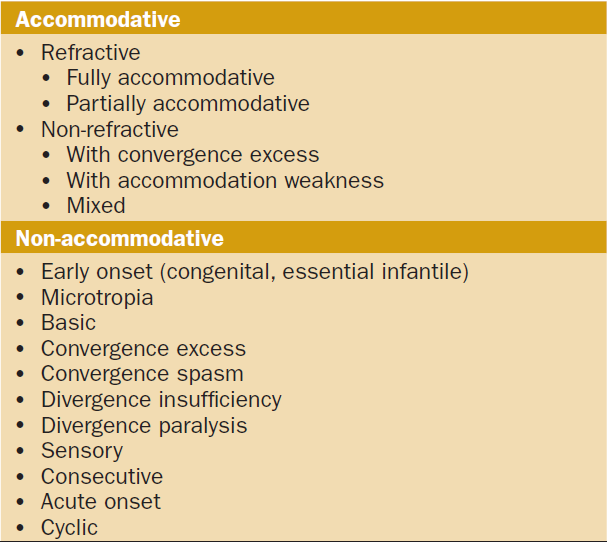 Accommodative
• Refractive
• Fully accommodative
• Partially accommodative
• Non-refractive
• With convergence excess
• With accommodation weakness
• Mixed
Non-accommodative
• Early onset (congenital, essential infantile)
• Microtropia
• Basic
• Convergence excess
• Convergence spasm
• Divergence insufficiency
• Divergence paralysis
• Sensory
• Consecutive
• Acute onset
• Cyclic